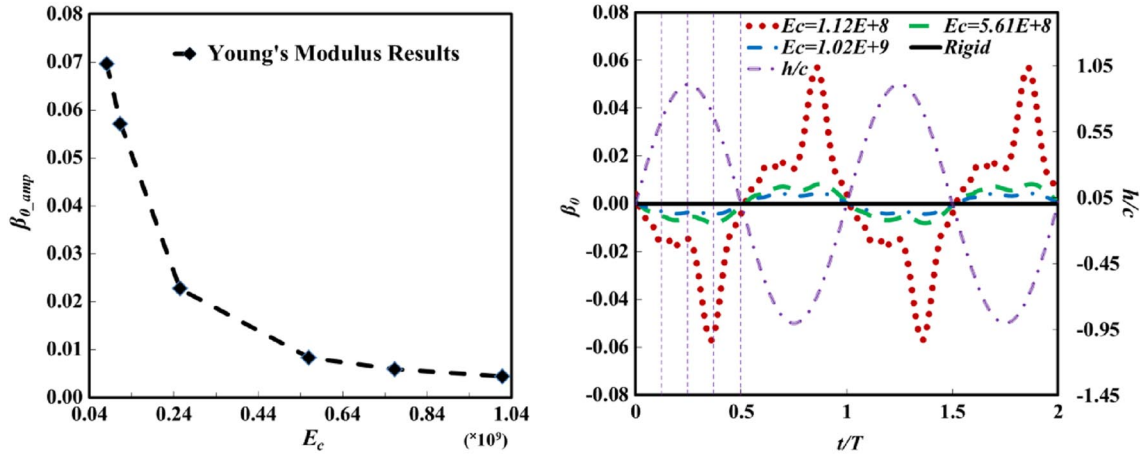 0.08
0.07
0.06
0.05
0.04
0.03
0.02
0.01
0.00
β0_amp
Young's Modulus Results
0.04 0.24 0.44 0.64 0.84 1.04
Ec
(×10⁹)
0.08
0.06
0.04
0.02
0.00
-0.02
-0.04
-0.06
-0.08
β0
Ec=1.12E+8 Ec=5.61E+8
Ec=1.02E+9 Rigid
h/c
1.05
0.55
0.05
-0.45
-0.95
-1.45
h/c
0 0.5 1 1.5 2
t/T